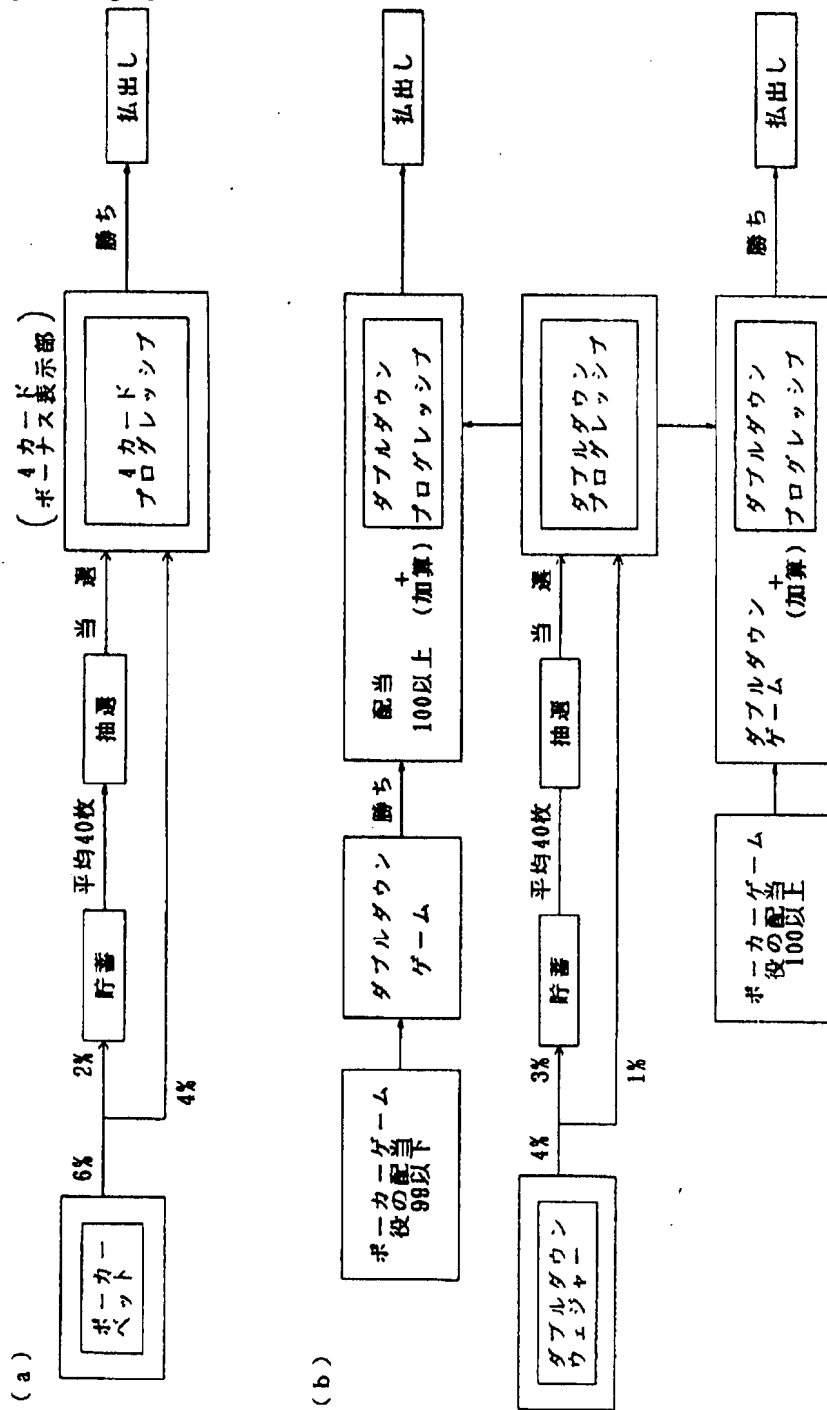 (a)
ポーカー
ベット
6%
2%
4%
貯蓄
平均40枚
抽選
当選
(4カード
ボーナス表示部)
4カード
プログレッシブ
勝ち
払出し
(b)
ポーカーゲーム
役の配当
99以下
ダブルダウン
ゲーム
勝ち
配当
100以上
+
(加算)
ダブルダウン
プログレッシブ
払出し
ダブルダウン
ウェジャー
4%
3%
1%
貯蓄
平均40枚
抽選
当選
ダブルダウン
プログレッシブ
ポーカーゲーム
役の配当
100以上
ダブルダウン
ゲーム
+
(加算)
ダブルダウン
プログレッシブ
勝ち
払出し